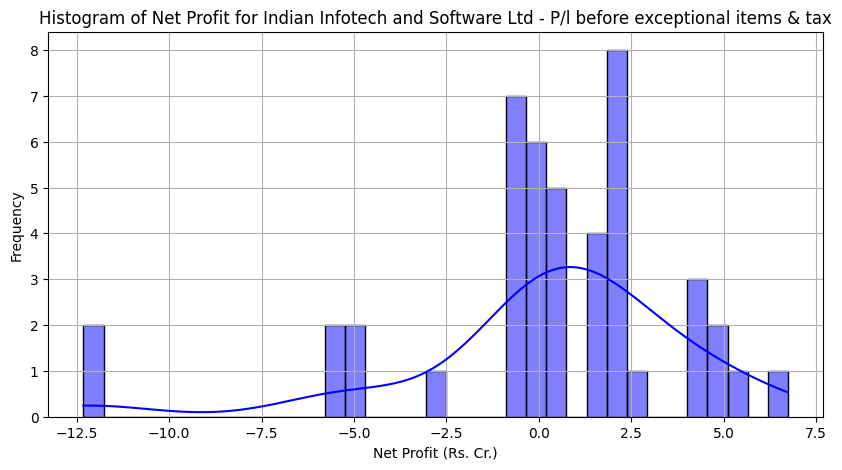 Histogram of Net Profit for Indian Infotech and Software Ltd - P/l before exceptional items & tax
8
7
6
5
4
3
2
1
0
Frequency
−12.5 −10.0 −7.5 −5.0 −2.5 0.0 2.5 5.0 7.5
Net Profit (Rs. Cr.)